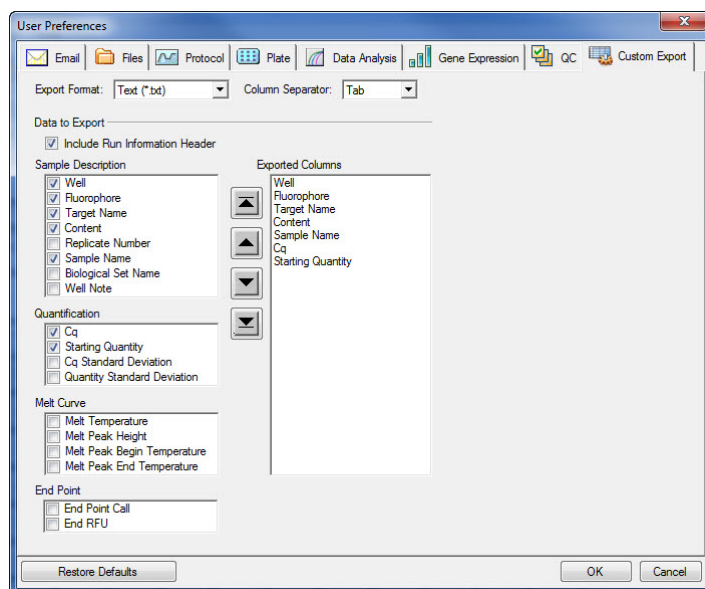 User Preferences
Email Files Protocol Plate Data Analysis Gene Expression QC Custom Export
Export Format: Text (*.txt) Column Separator: Tab
Data to Export
Include Run Information Header
Sample Description
Well
Fluorophore
Target Name
Content
Replicate Number
Sample Name
Biological Set Name
Well Note
Exported Columns
Well
Fluorophore
Target Name
Content
Sample Name
Cq
Starting Quantity
Quantification
Cq
Starting Quantity
Cq Standard Deviation
Quantity Standard Deviation
Melt Curve
Melt Temperature
Melt Peak Height
Melt Peak Begin Temperature
Melt Peak End Temperature
End Point
End Point Call
End RFU
Restore Defaults OK Cancel